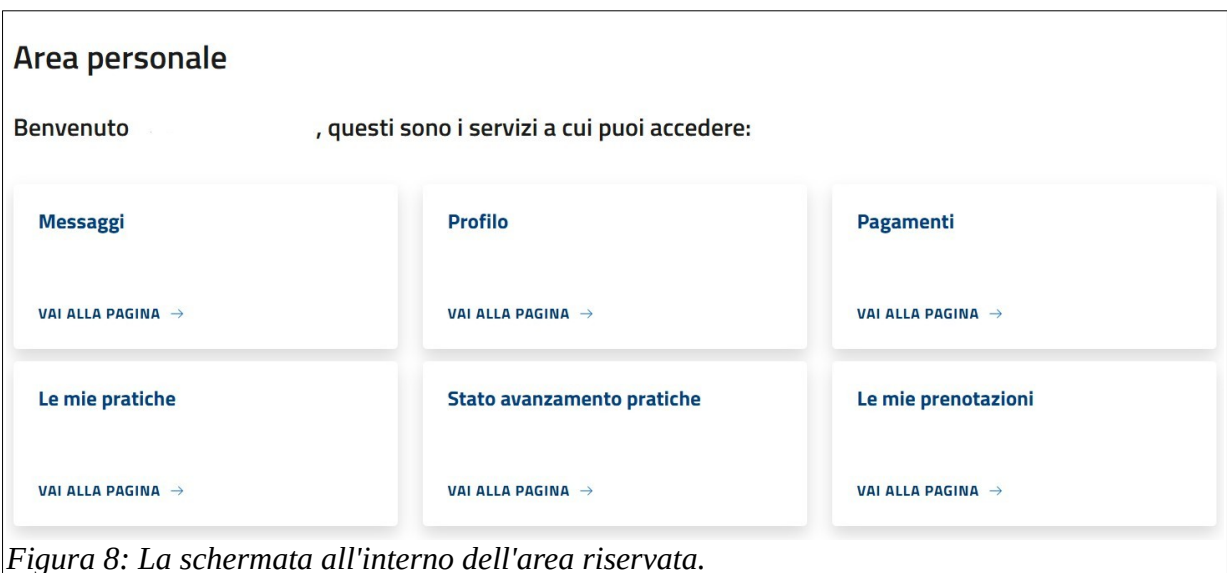 Area personale
Benvenuto , questi sono i servizi a cui puoi accedere:
Messaggi Profilo Pagamenti
VAI ALLA PAGINA → VAI ALLA PAGINA → VAI ALLA PAGINA →
Le mie pratiche Stato avanzamento pratiche Le mie prenotazioni
VAI ALLA PAGINA → VAI ALLA PAGINA → VAI ALLA PAGINA →
Figura 8: La schermata all'interno dell'area riservata.